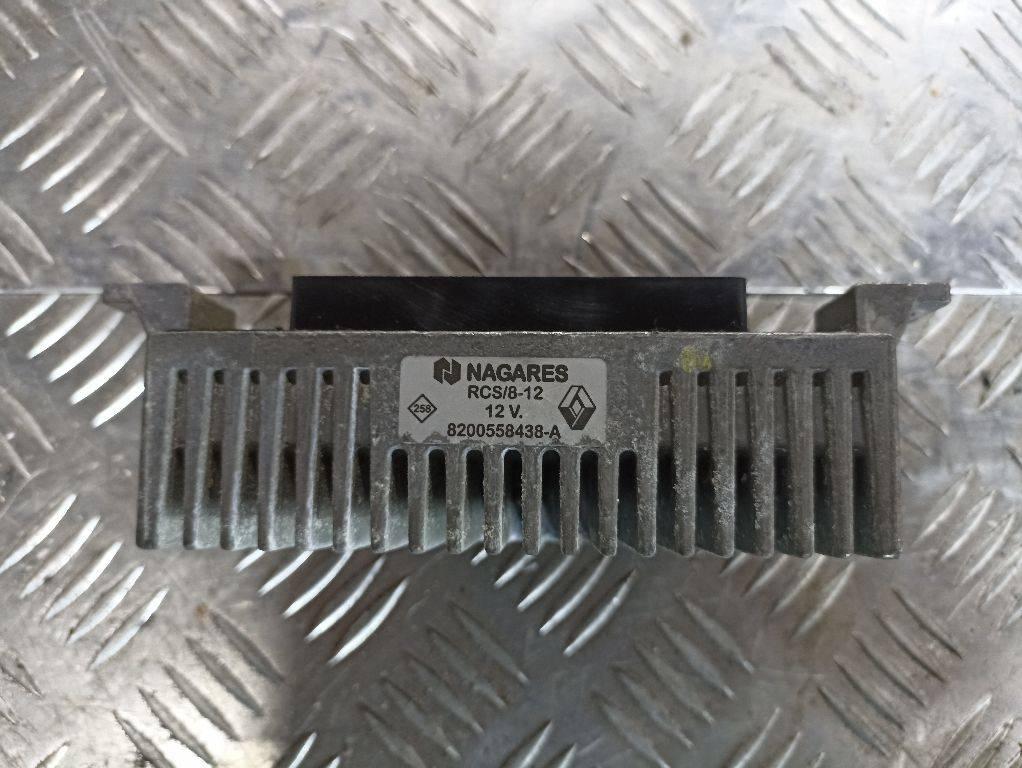 NAGARES
RCS/8-12
258
12 V.
8200558438-A